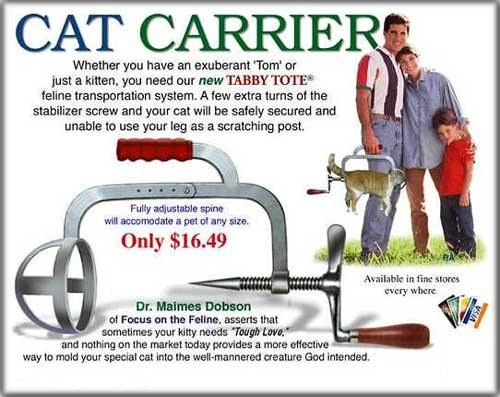 CAT CARRIER
Whether you have an exuberant 'Tom' or
just a kitten, you need our new TABBY TOTE®
feline transportation system. A few extra turns of the
stabilizer screw and your cat will be safely secured and
unable to use your leg as a scratching post.
Fully adjustable spine
will accomodate a pet of any size.
Only $16.49
Available in fine stores
every where
VISA
Dr. Maimes Dobson
of Focus on the Feline, asserts that
sometimes your kitty needs "Tough Love,"
and nothing on the market today provides a more effective
way to mold your special cat into the well-mannered creature God intended.